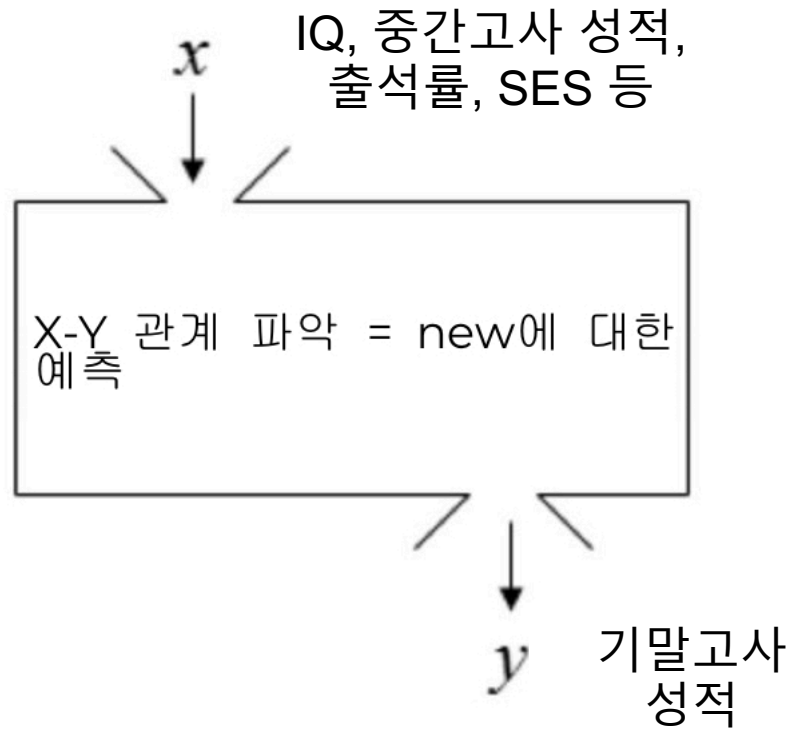 x
IQ, 중간고사 성적,
출석률, SES 등
X-Y 관계 파악 = new에 대한
예측
y
기말고사
성적